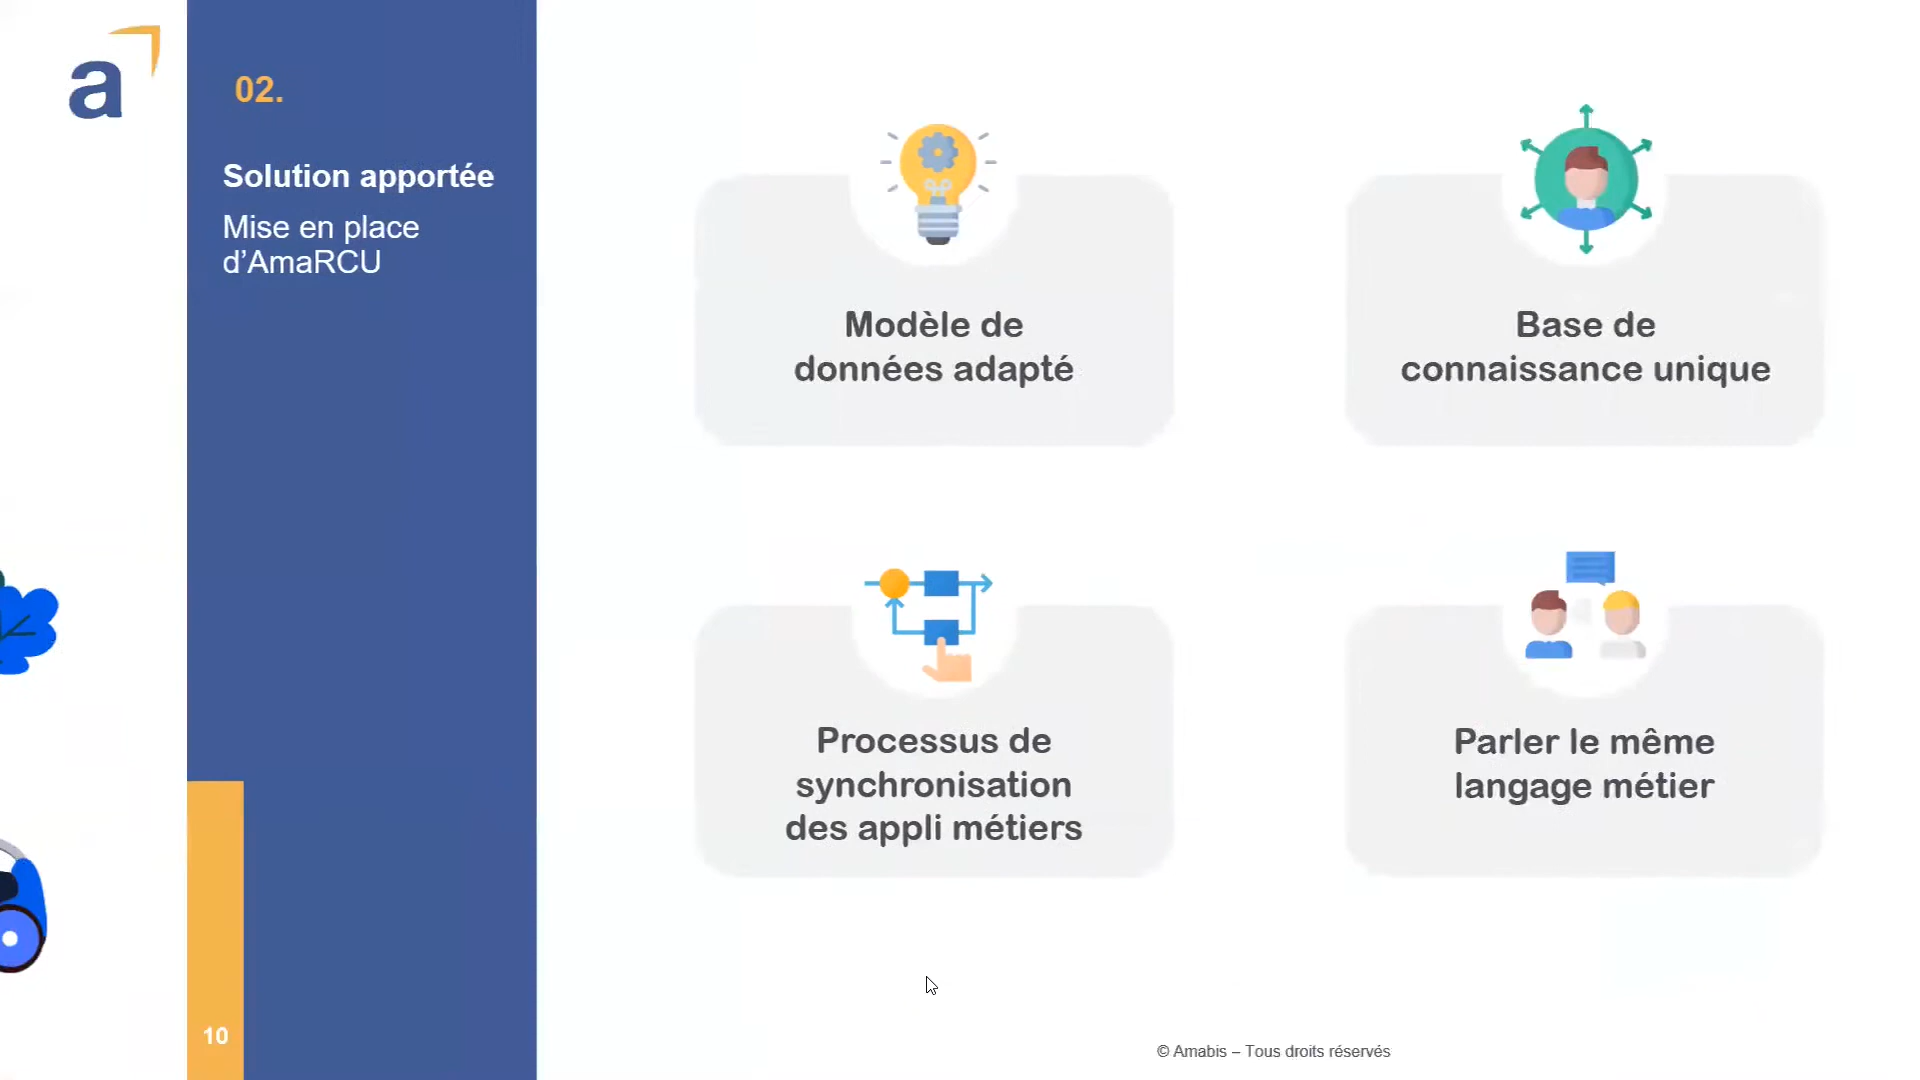 a
02.
Solution apportée
Mise en place
d’AmaRCU
Modèle de
données adapté
Base de
connaissance unique
Processus de
synchronisation
des appli métiers
Parler le même
langage métier
10
© Amabis – Tous droits réservés